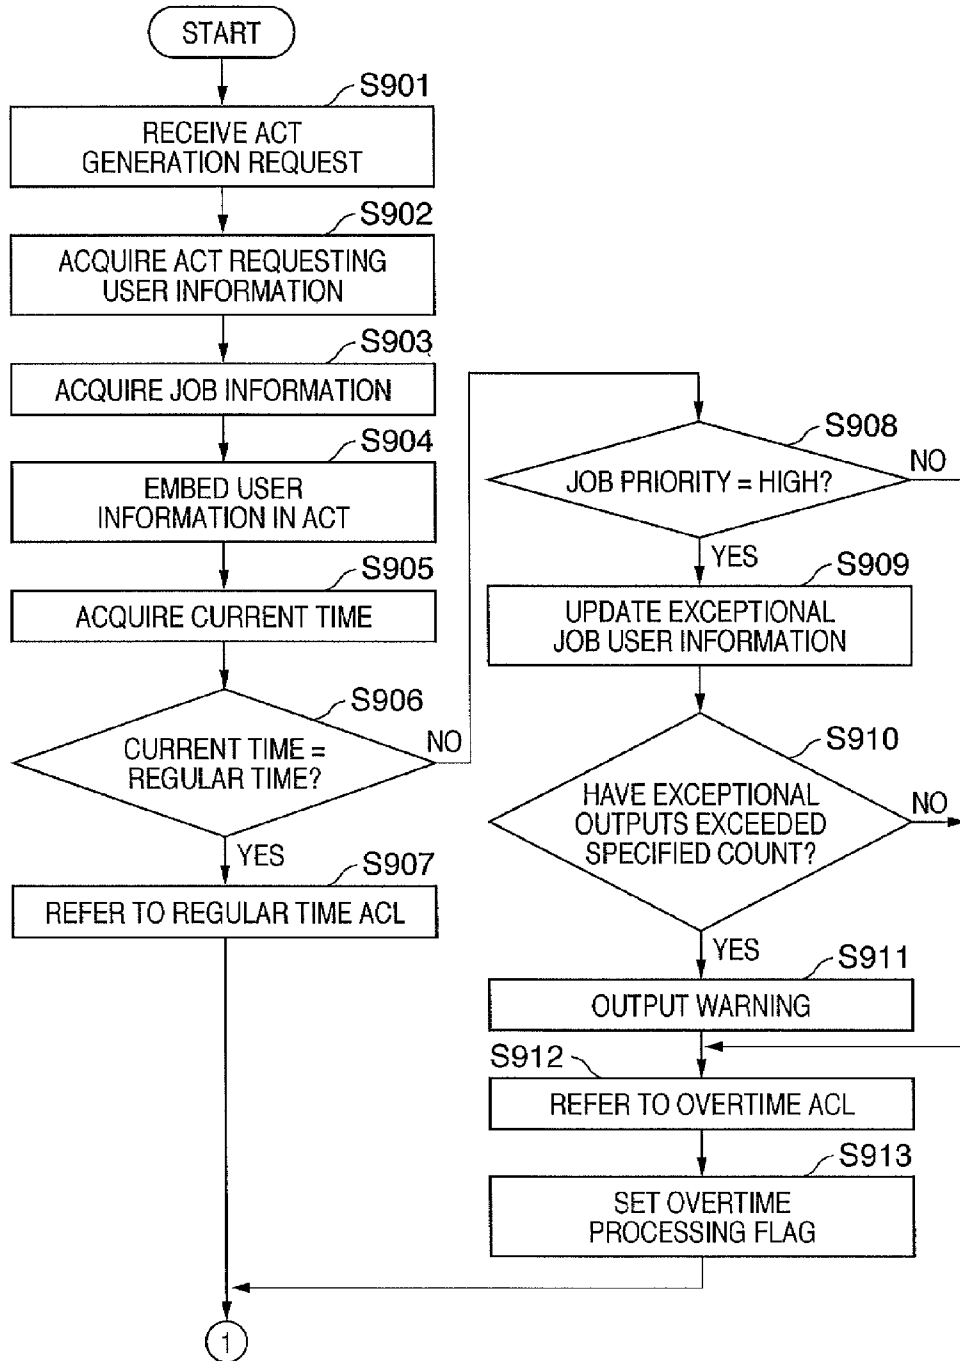 START
S901
RECEIVE ACT
GENERATION REQUEST
S902
ACQUIRE ACT REQUESTING
USER INFORMATION
S903
ACQUIRE JOB INFORMATION
S904
EMBED USER
INFORMATION IN ACT
S905
ACQUIRE CURRENT TIME
S906
CURRENT TIME =
REGULAR TIME?
NO
YES
S907
REFER TO REGULAR TIME ACL
S908
JOB PRIORITY = HIGH?
NO
YES
S909
UPDATE EXCEPTIONAL
JOB USER INFORMATION
S910
HAVE EXCEPTIONAL
OUTPUTS EXCEEDED
SPECIFIED COUNT?
NO
YES
S911
OUTPUT WARNING
S912
REFER TO OVERTIME ACL
S913
SET OVERTIME
PROCESSING FLAG
1